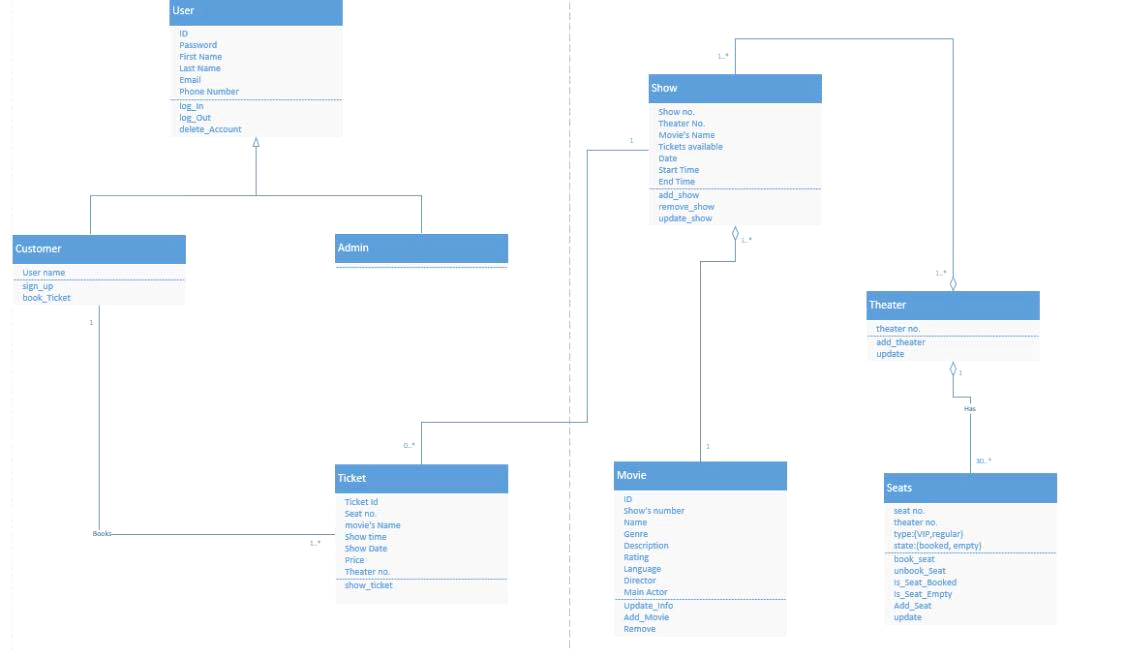 User
ID
Password
First Name
Last Name
Email
Phone Number
log_In
log_Out
delete_Account
Customer
User name
sign_up
book_Ticket
Admin
1
Books
1..*
0..*
Ticket
Ticket Id
Seat no.
movie's Name
Show time
Show Date
Price
Theater no.
show_ticket
1..*
Show
Show no.
Theater No.
Movie's Name
Tickets available
Date
Start Time
End Time
add_show
remove_show
update_show
1
1..*
1
Movie
ID
Show's number
Name
Genre
Description
Rating
Language
Director
Main Actor
Update_Info
Add_Movie
Remove
1..*
Theater
theater no.
add_theater
update
1
Has
30..*
Seats
seat no.
theater no.
type:(VIP,regular)
state:(booked, empty)
book_seat
unbook_Seat
Is_Seat_Booked
Is_Seat_Empty
Add_Seat
update